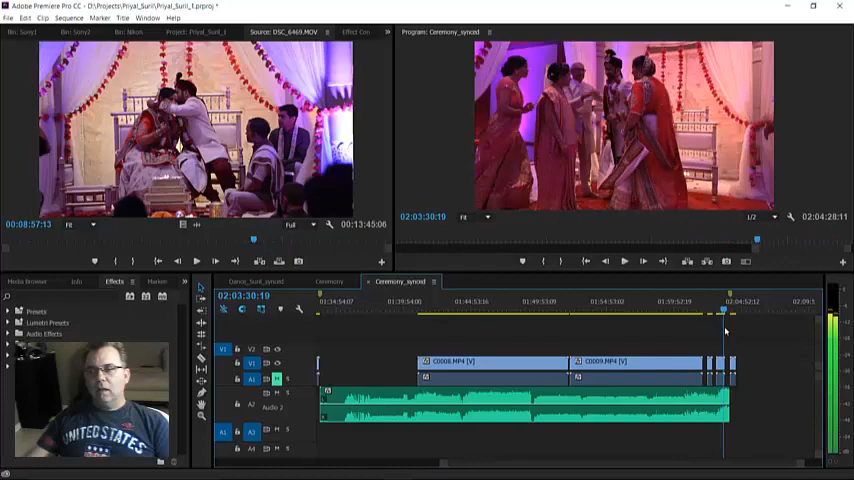 Adobe Premiere Pro CC - D:\Projects\Priyal_Suril\Priyal_Suril_1.prproj *
File Edit Clip Sequence Marker Title Window Help
Bin: Sony1 Bin: Sony2 Bin: Nikon Project: Priyal_Suril_1 Source: DSC_6469.MOV Effect Con
Program: Ceremony_synced
00:08:57:13 Fit Full 00:13:45:06
02:03:30:19 Fit 1/2 02:04:28:11
Media Browser Info Effects Marker
Presets
Lumetri Presets
Audio Effects
UNITED STATES
Dance_Suril_synced Ceremony × Ceremony_synced
02:03:30:19
01:34:54:07 01:39:54:00 01:44:53:16 01:49:53:09 01:54:53:02 01:59:52:19 02:04:52:12 02:09:5
V1 V2
V1 C0008.MP4 [V] C0009.MP4 [V]
A1 M S
M S
A2 Audio 2
A1 A3 M S
A4 M S